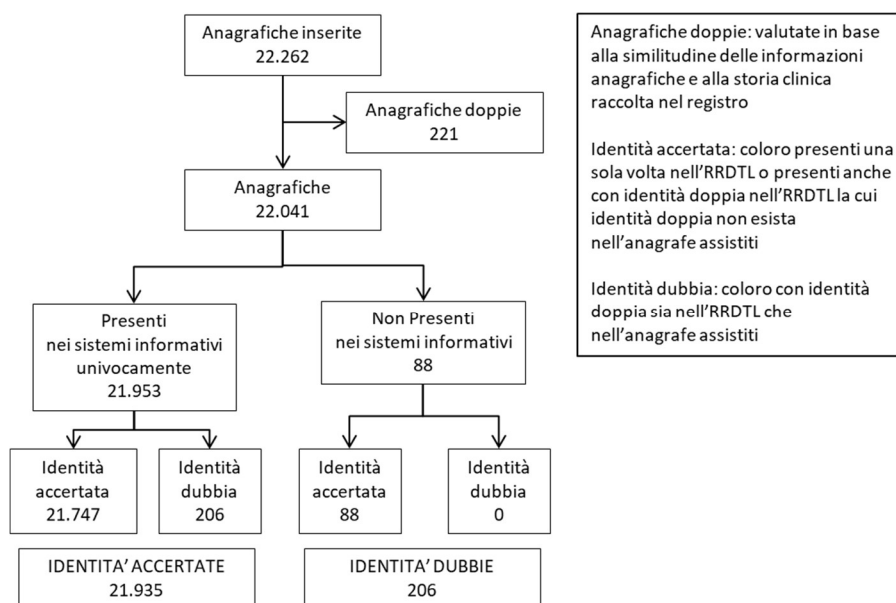 Anagrafiche inserite
22.262
Anagrafiche doppie
221
Anagrafiche
22.041
Presenti
nei sistemi informativi
univocamente
21.953
Non Presenti
nei sistemi informativi
88
Identità
accertata
21.747
Identità
dubbia
206
Identità
accertata
88
Identità
dubbia
0
IDENTITA’ ACCERTATE
21.935
IDENTITA’ DUBBIE
206
Anagrafiche doppie: valutate in base
alla similitudine delle informazioni
anagrafiche e alla storia clinica
raccolta nel registro
Identità accertata: coloro presenti una
sola volta nell’RRDTL o presenti anche
con identità doppia nell’RRDTL la cui
identità doppia non esista
nell’anagrafe assistiti
Identità dubbia: coloro con identità
doppia sia nell’RRDTL che
nell’anagrafe assistiti